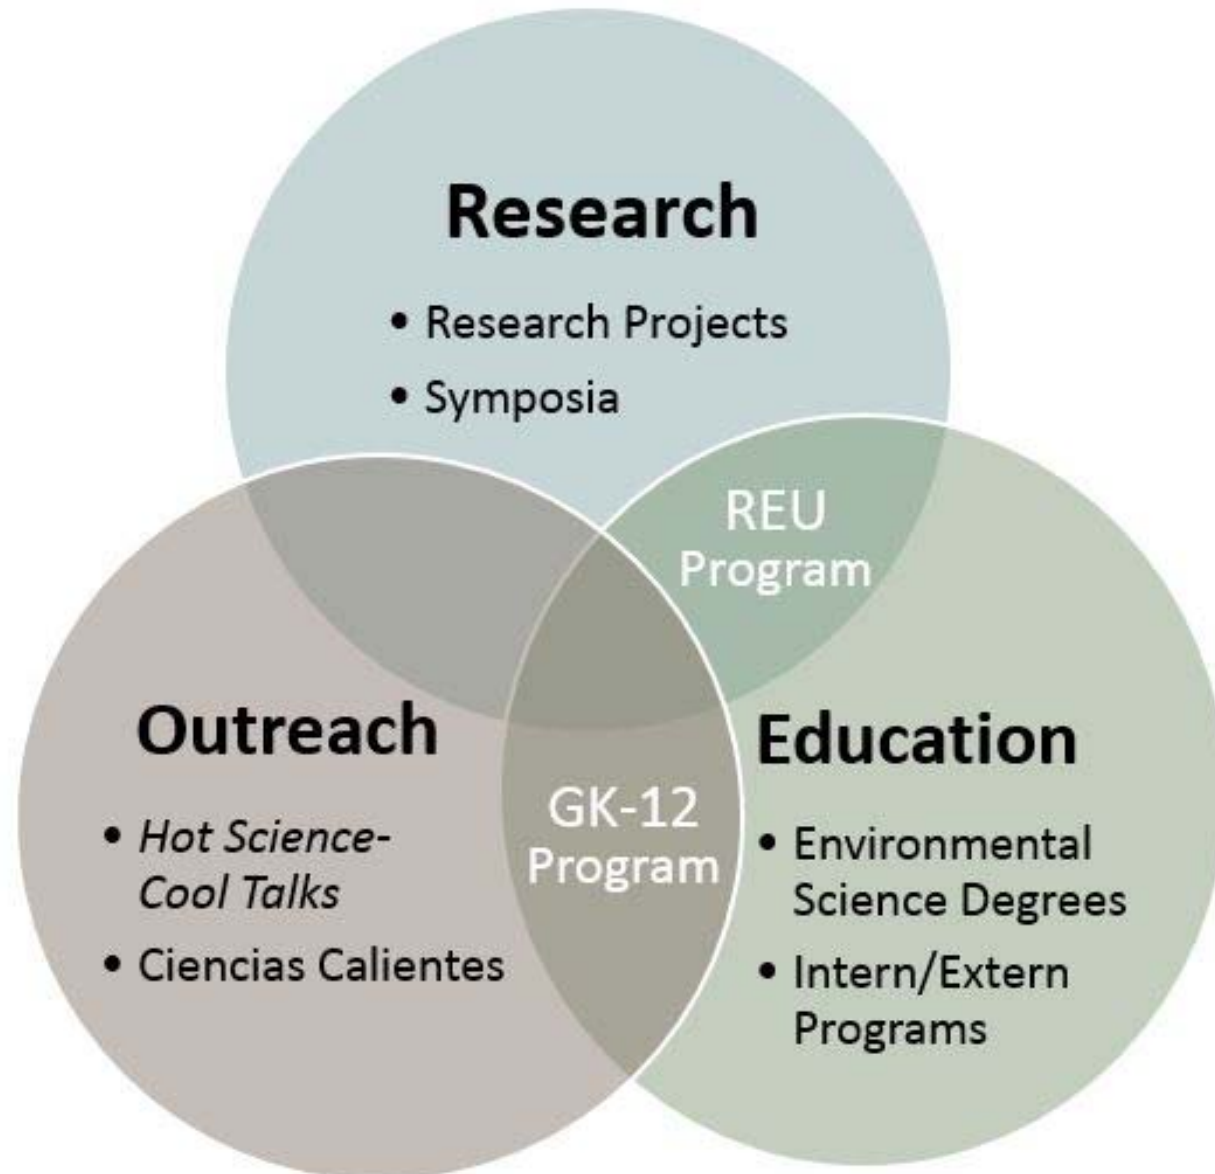 Research
• Research Projects
• Symposia
REU
Program
Outreach
• Hot Science-
Cool Talks
• Ciencias Calientes
GK-12
Program
Education
• Environmental
Science Degrees
• Intern/Extern
Programs